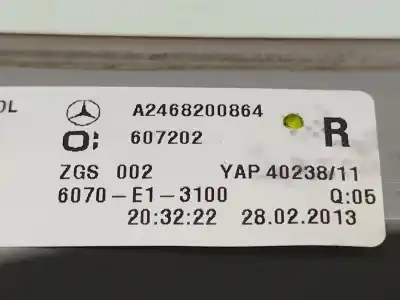 OL
A2468200864
607202
R
ZGS 002 YAP 40238/11
6070-E1-3100 Q:05
20:32:22 28.02.2013